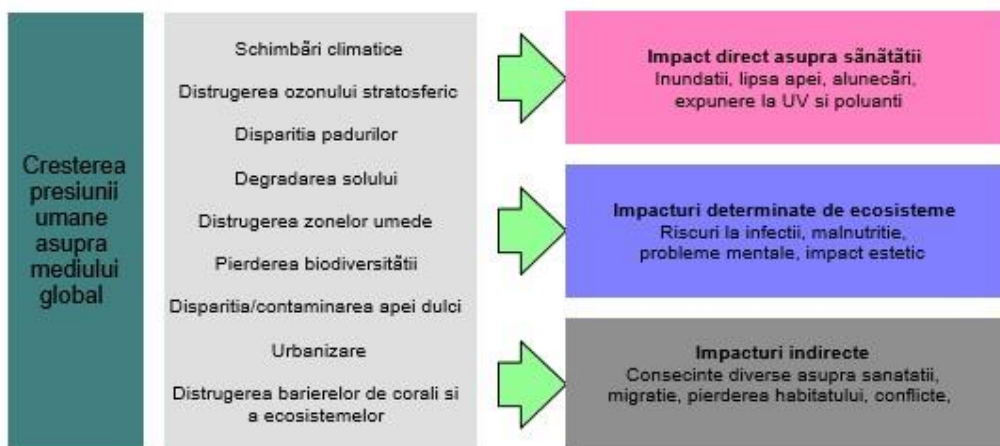 Cresterea
presiunii
umane
asupra
mediului
global
Schimbări climatice
Distrugerea ozonului stratosferic
Disparitia padurilor
Degradarea solului
Distrugerea zonelor umede
Pierderea biodiversitãtii
Disparitia/contaminarea apei dulci
Urbanizare
Distrugerea barierelor de corali si
a ecosistemelor
Impact direct asupra sãnãtãtii
Inundatii, lipsa apei, alunecãri,
expunere la UV si poluanti
Impacturi determinate de ecosisteme
Riscuri la infectii, malnutritie,
probleme mentale, impact estetic
Impacturi indirecte
Consecinte diverse asupra sanatatii,
migratie, pierderea habitatului, conflicte,